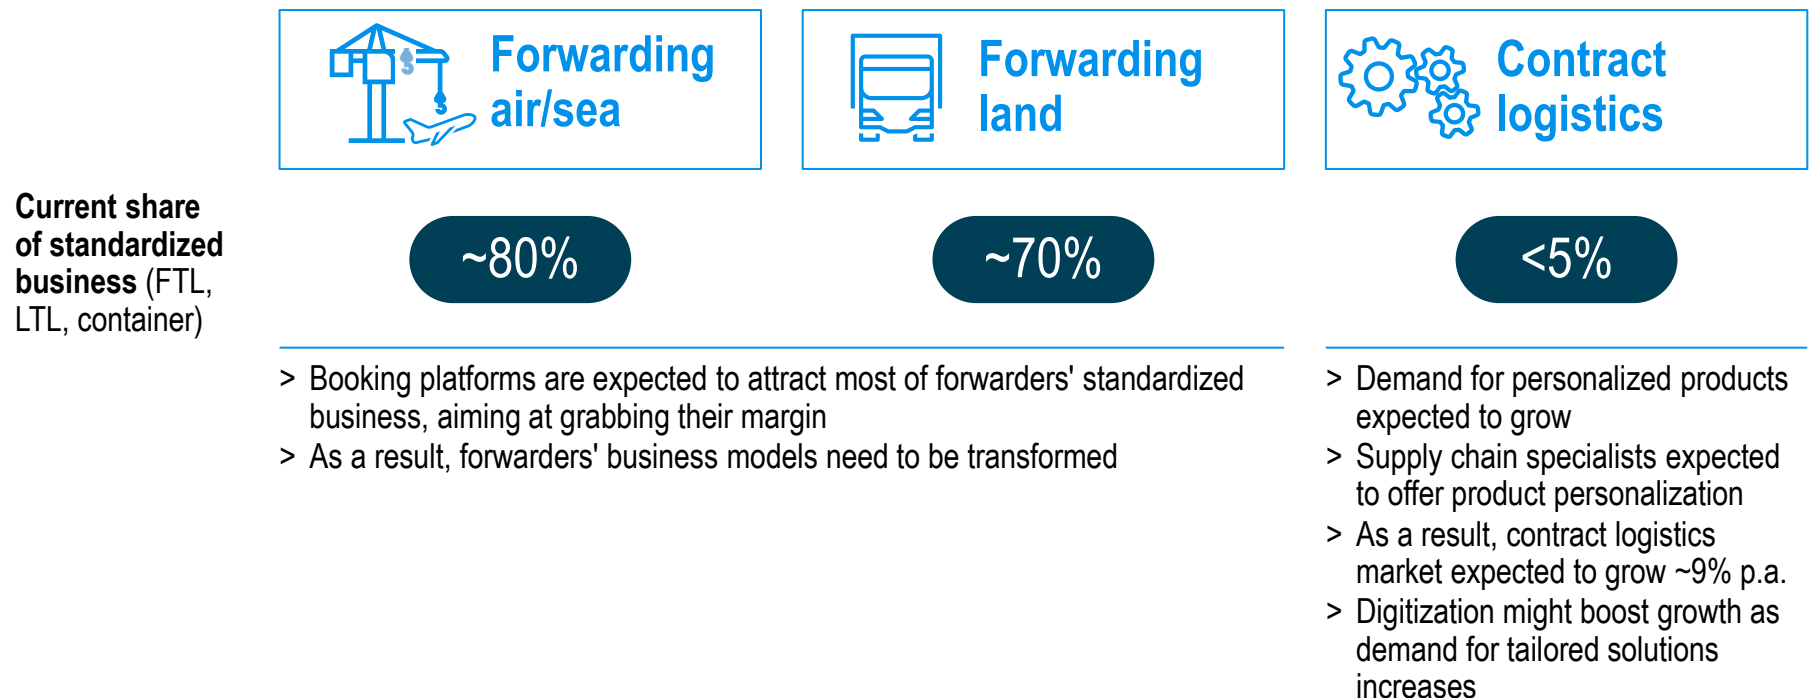 Forwarding
air/sea
Forwarding
land
Contract
logistics
Current share
of standardized
business (FTL,
LTL, container)
~80%
~70%
<5%
> Booking platforms are expected to attract most of forwarders' standardized
business, aiming at grabbing their margin
> As a result, forwarders' business models need to be transformed
> Demand for personalized products
expected to grow
> Supply chain specialists expected
to offer product personalization
> As a result, contract logistics
market expected to grow ~9% p.a.
> Digitization might boost growth as
demand for tailored solutions
increases